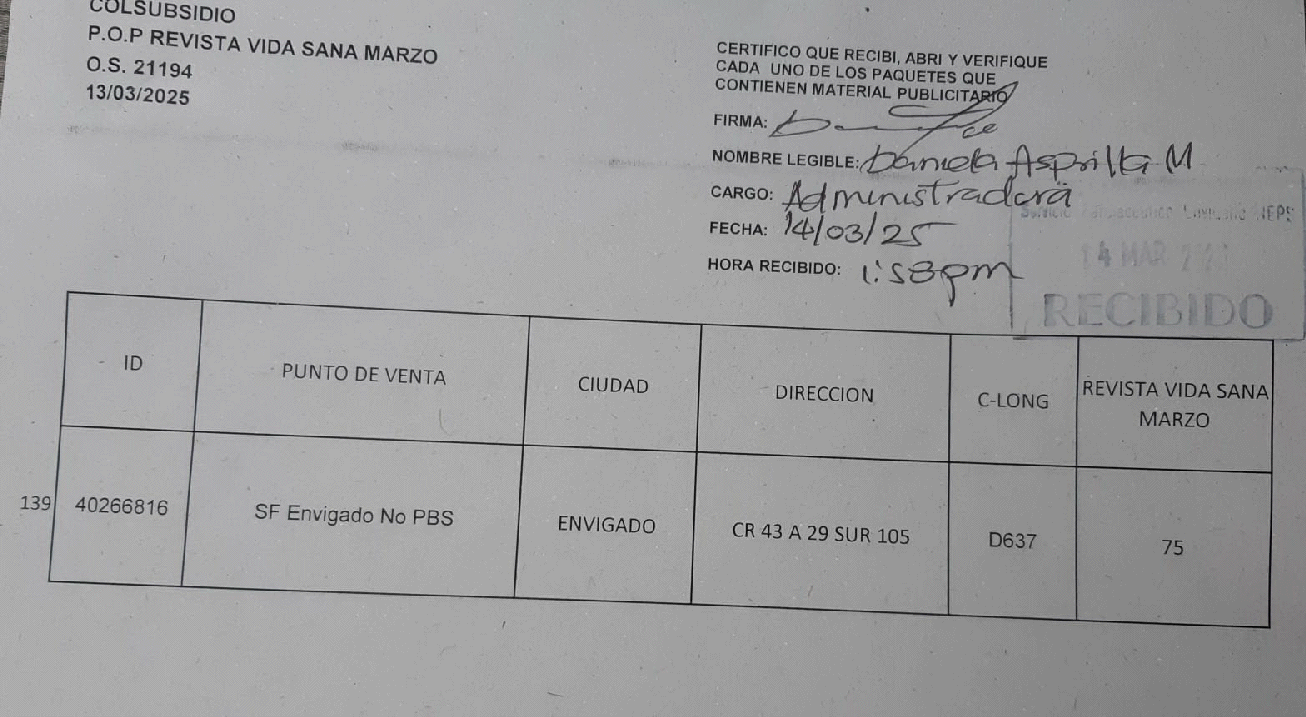 COLSUBSIDIO
P.O.P REVISTA VIDA SANA MARZO
O.S. 21194
13/03/2025
CERTIFICO QUE RECIBI, ABRI Y VERIFIQUE
CADA UNO DE LOS PAQUETES QUE
CONTIENEN MATERIAL PUBLICITARIO
FIRMA:
NOMBRE LEGIBLE: Daniela Asprilla M
CARGO: Administradora
FECHA: 14/03/25
HORA RECIBIDO: 1:58pm
Servicio Farmacéutico
14 MAR
RECIBIDO
ID PUNTO DE VENTA CIUDAD DIRECCION C-LONG REVISTA VIDA SANA MARZO
139 40266816 SF Envigado No PBS ENVIGADO CR 43 A 29 SUR 105 D637 75